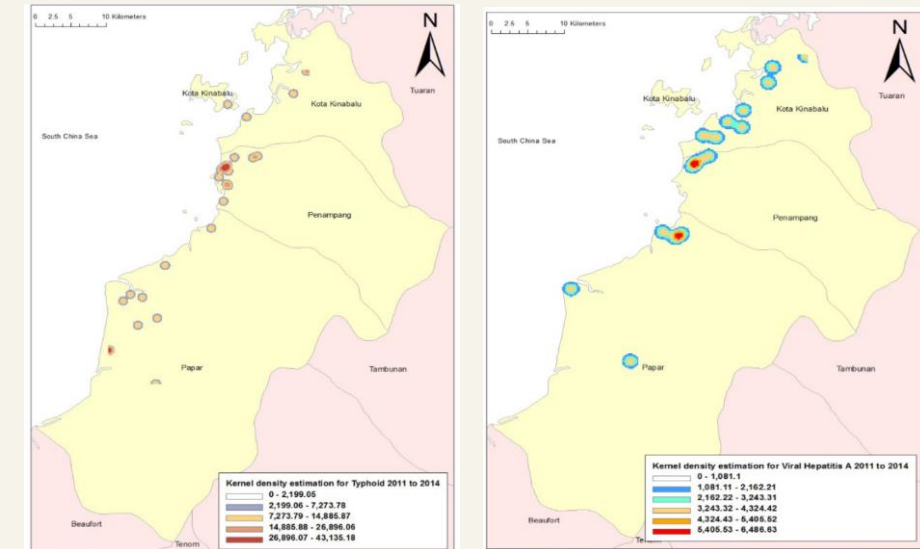 0 2.5 5 10 Kilometers
N
Tuaran
Kota Kinabalu
Kota Kinabalu
South China Sea
Penampang
Papar
Tambunan
Beaufort
Tenom
Kernel density estimation for Typhoid 2011 to 2014
0 - 2,199.05
2,199.06 - 7,273.78
7,273.79 - 14,885.87
14,885.88 - 26,896.06
26,896.07 - 43,135.18
0 2.5 5 10 Kilometers
N
Tuaran
Kota Kinabalu
Kota Kinabalu
South China Sea
Penampang
Papar
Tambunan
Beaufort
Kernel density estimation for Viral Hepatitis A 2011 to 2014
0 - 1,081.1
1,081.11 - 2,162.21
2,162.22 - 3,243.31
3,243.32 - 4,324.42
4,324.43 - 5,405.52
5,405.53 - 6,486.63